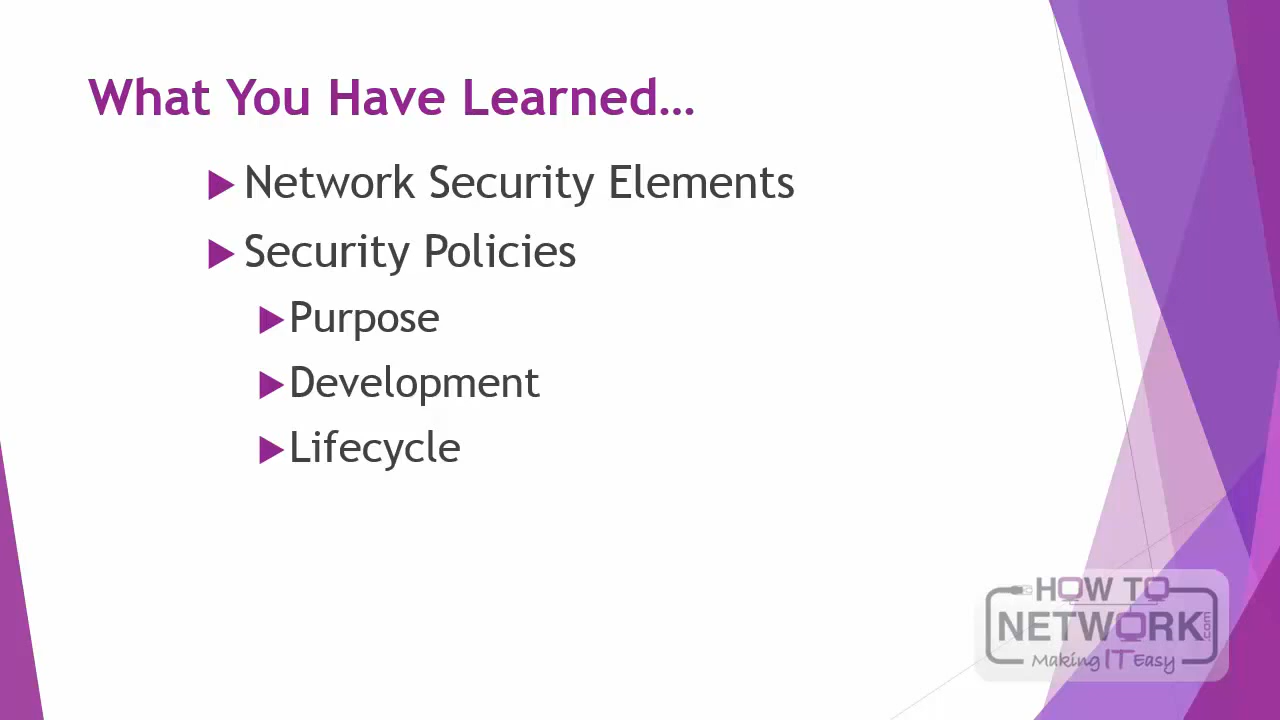 What You Have Learned…
Network Security Elements
Security Policies
Purpose
Development
Lifecycle
HOW TO
NETWORK.com
Making IT Easy